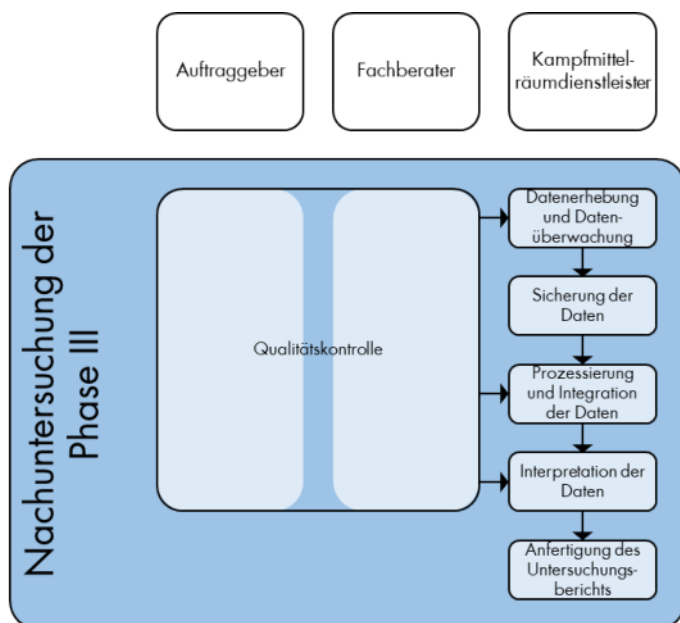 Auftraggeber
Fachberater
Kampfmittel-
räumdienstleister
Nachuntersuchung der
Phase III
Qualitätskontrolle
Datenerhebung
und Daten-
überwachung
Sicherung der
Daten
Prozessierung
und Integration
der Daten
Interpretation der
Daten
Anfertigung des
Untersuchungs-
berichts